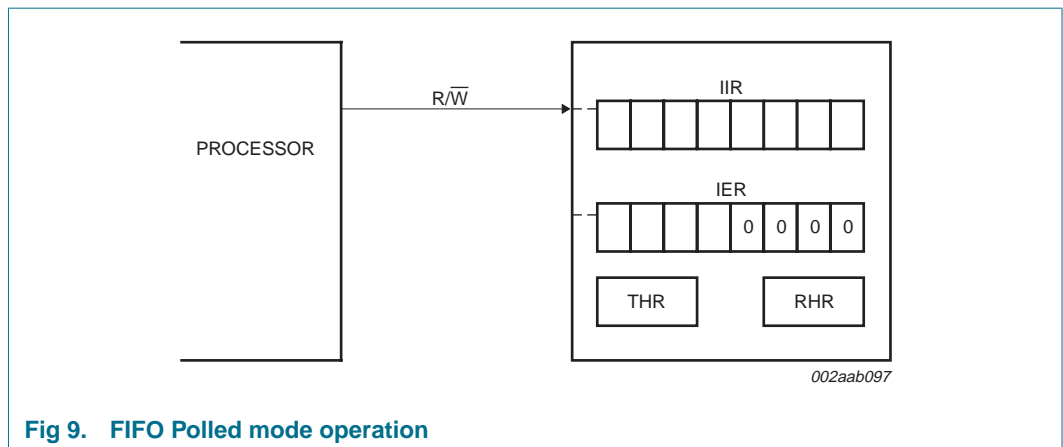 IIR
R/W̅
PROCESSOR
IER
0 0 0 0
THR RHR
002aab097
Fig 9. FIFO Polled mode operation